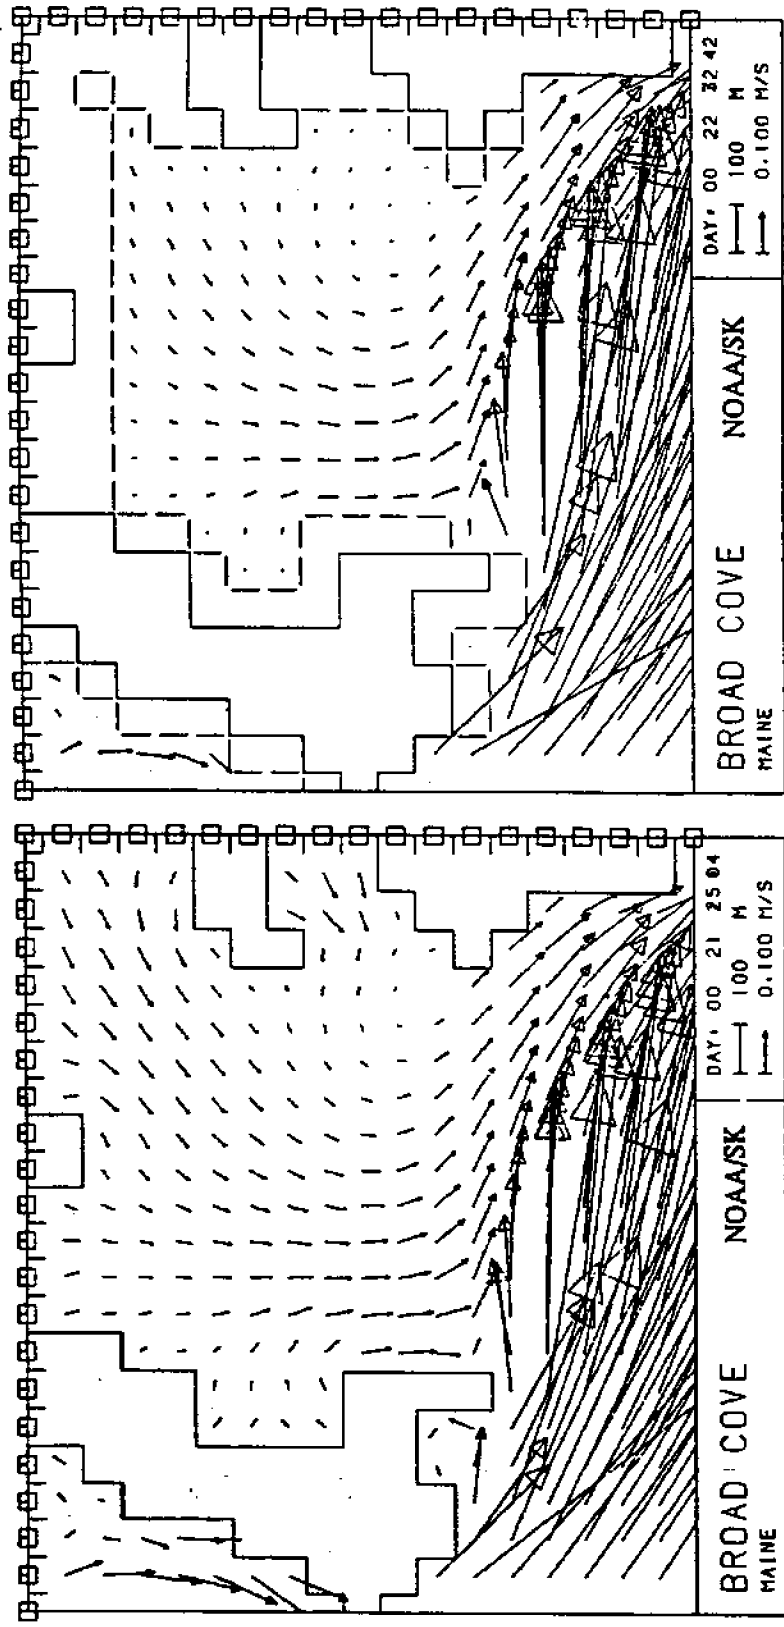 DAY: 00 22 32 42
100 M
0.100 M/S
NOAA/SK
BROAD COVE
MAINE
DAY: 00 21 25 04
100 M
0.100 M/S
NOAA/SK
BROAD COVE
MAINE